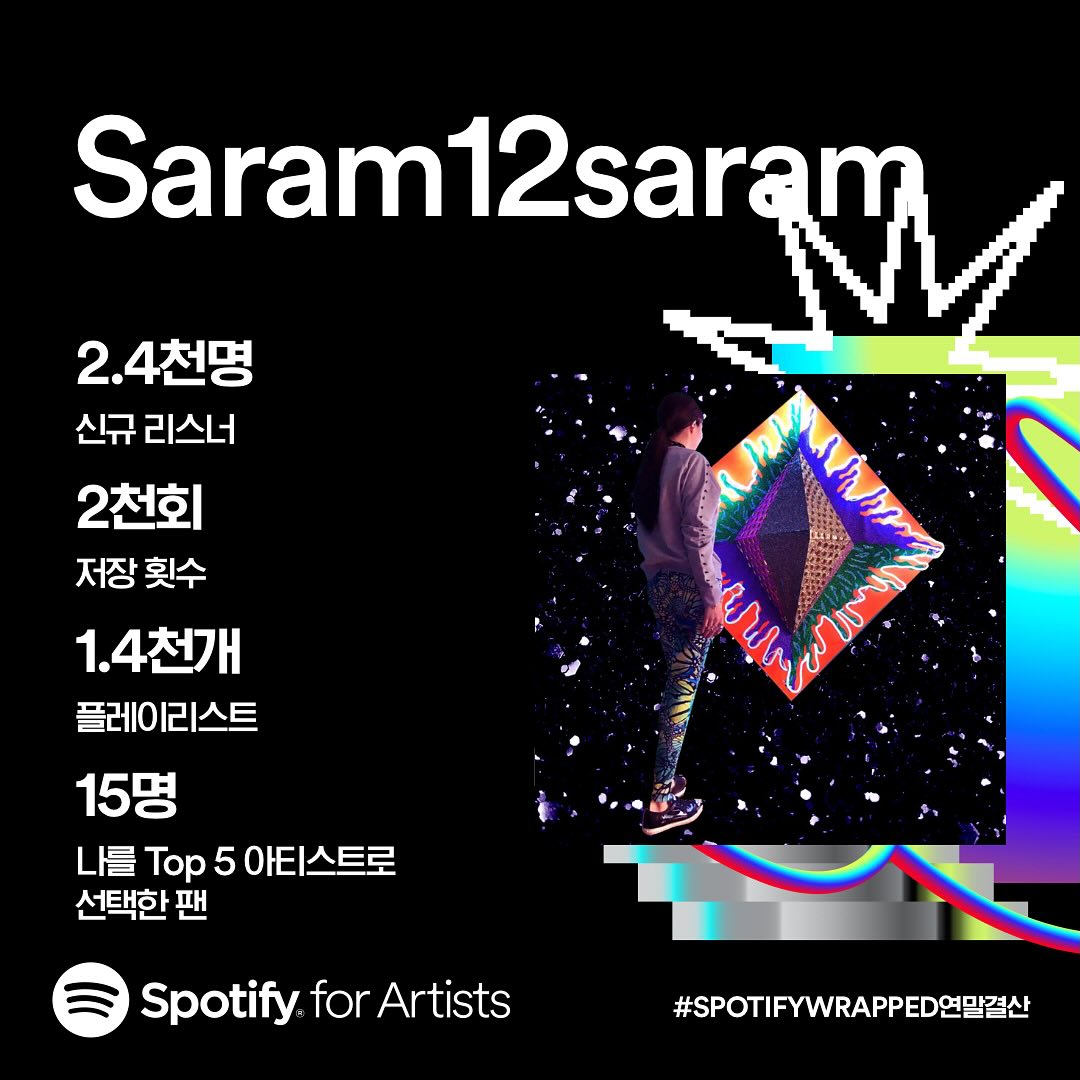 Saram12saram
2.4천명
신규 리스너
2천회
저장 횟수
1.4천개
플레이리스트
15명
나를 Top 5 아티스트로
선택한 팬
Spotify® for Artists
#SPOTIFYWRAPPED연말결산